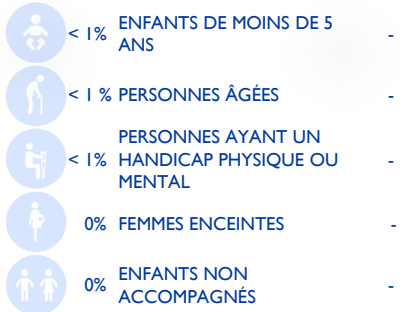 < 1% ENFANTS DE MOINS DE 5 ANS -
< 1 % PERSONNES ÂGÉES -
< 1% PERSONNES AYANT UN HANDICAP PHYSIQUE OU MENTAL -
0% FEMMES ENCEINTES -
0% ENFANTS NON ACCOMPAGNÉS -